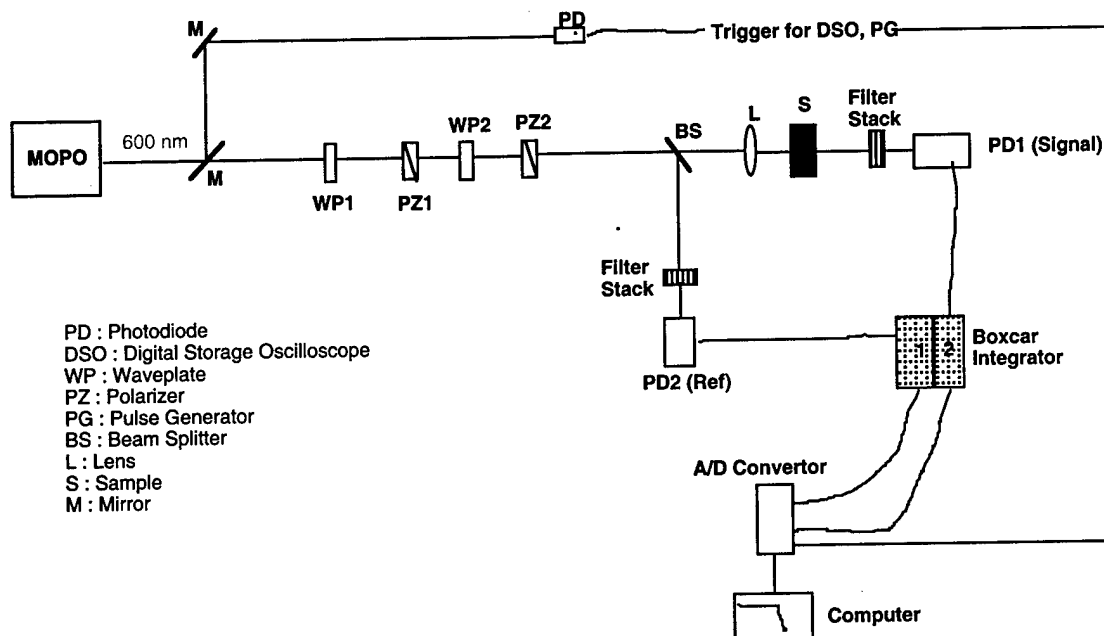 M
PD
Trigger for DSO, PG
MOPO
600 nm
M
WP1
PZ1
WP2
PZ2
BS
L
S
Filter
Stack
PD1 (Signal)
Filter
Stack
PD2 (Ref)
1
2
Boxcar
Integrator
PD : Photodiode
DSO : Digital Storage Oscilloscope
WP : Waveplate
PZ : Polarizer
PG : Pulse Generator
BS : Beam Splitter
L : Lens
S : Sample
M : Mirror
A/D Convertor
Computer